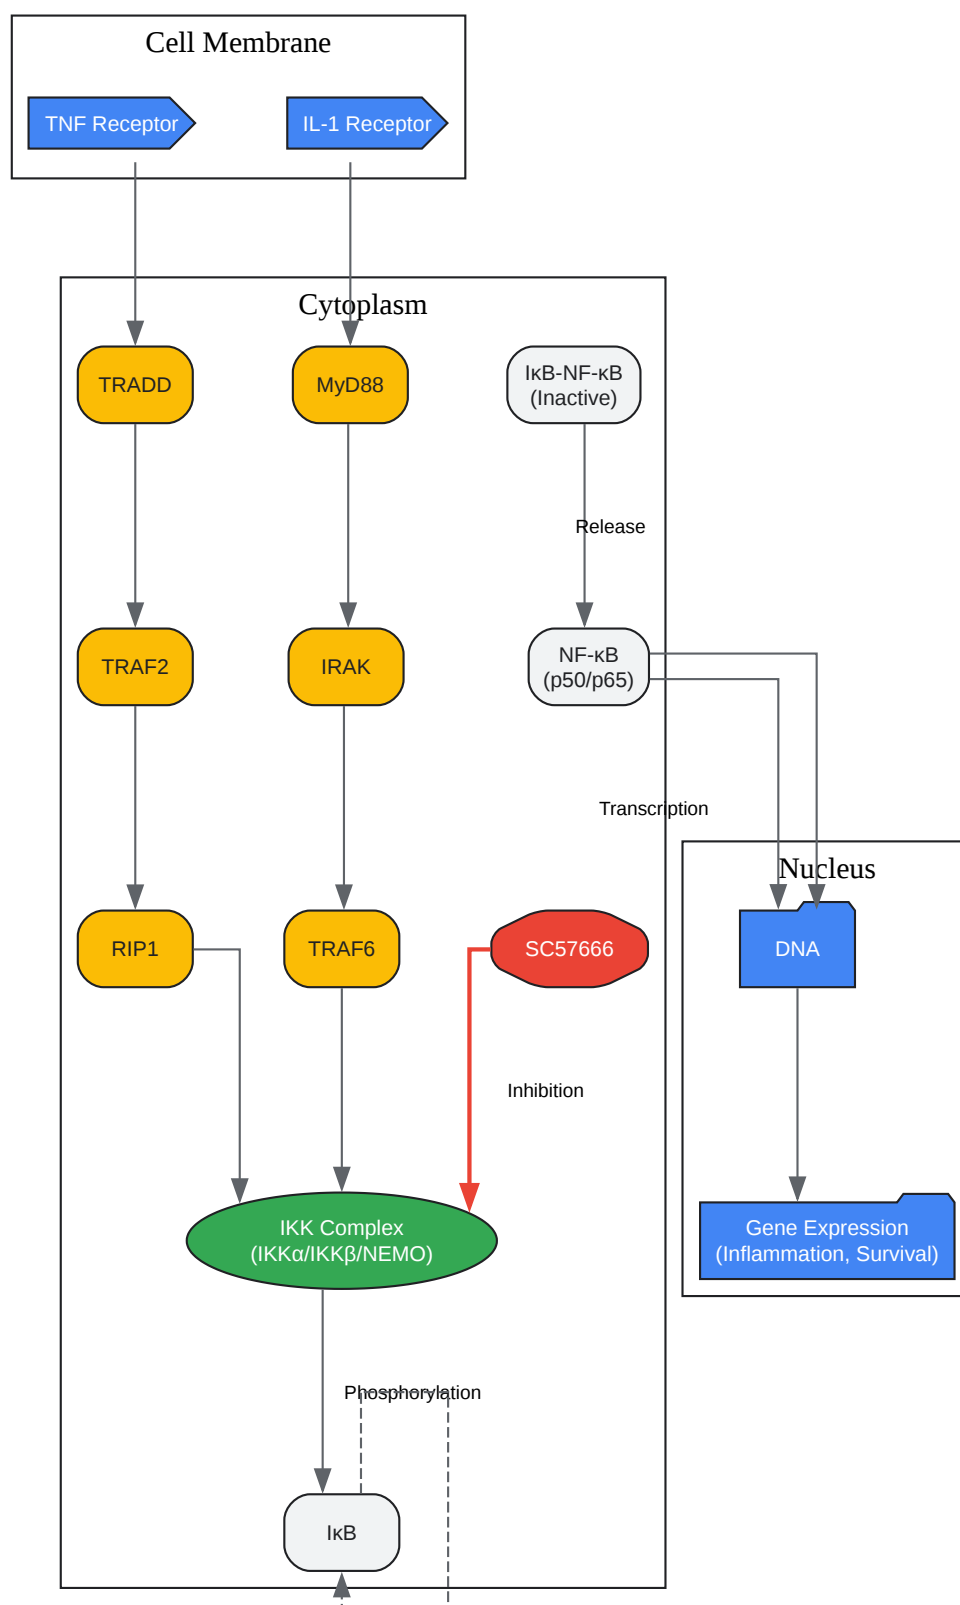 Cell Membrane
TNF Receptor
IL-1 Receptor
Cytoplasm
TRADD
MyD88
IκB-NF-κB
(Inactive)
Release
TRAF2
IRAK
NF-κB
(p50/p65)
Transcription
Nucleus
RIP1
TRAF6
SC57666
DNA
Inhibition
IKK Complex
(IKKα/IKKβ/NEMO)
Gene Expression
(Inflammation, Survival)
Phosphorylation
IκB